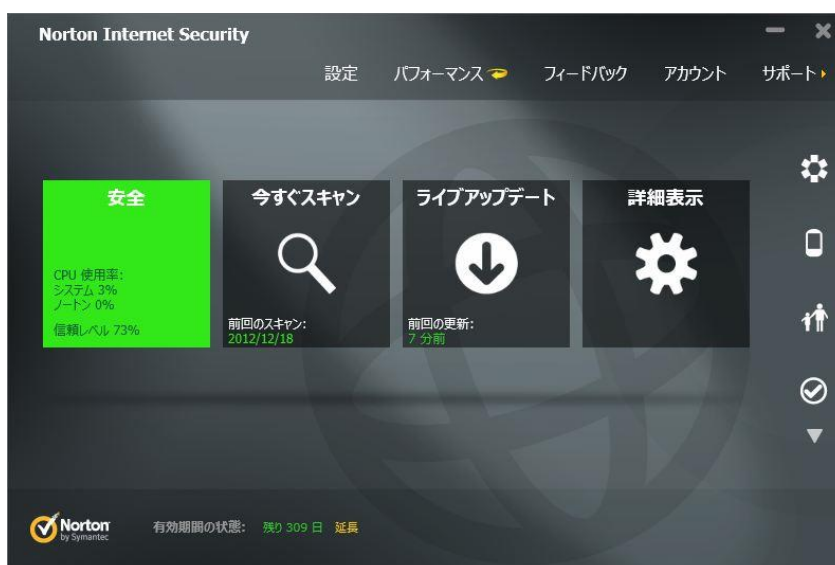 Norton Internet Security
設定 パフォーマンス フィードバック アカウント サポート
安全
CPU 使用率:
システム 3%
ノートン 0%
信頼レベル 73%
今すぐスキャン
前回のスキャン:
2012/12/18
ライブアップデート
前回の更新:
7 分前
詳細表示
Norton
by Symantec
有効期間の状態: 残り 309 日 延長